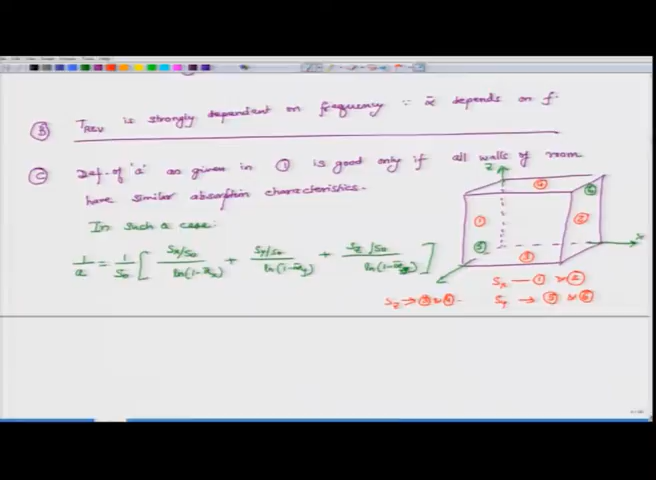 (B) T_REV is strongly dependent on frequency ∵ ᾱ depends on f.
(C) Def. of 'a' as given in ① is good only if all walls of room
have similar absorption characteristics.
In such a case:
1/a = 1/S₀ [ Sx/S₀ / ln(1-ᾱx) + Sy/S₀ / ln(1-ᾱy) + Sz/S₀ / ln(1-ᾱz) ]
z
④
①
②
③
x
Sx — ① & ②
Sy →
Sz →